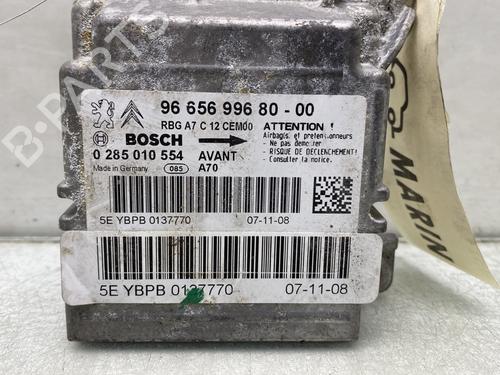 96 656 996 80 - 00
RBG A7 C 12 CEM00
ATTENTION !
BOSCH
Airbags et pretentionneurs
- Ne pas demonter
- RISQUE DE DECLENCHEMENT!
- Consulter la notice.
0 285 010 554 AVANT
Made in Germany 085 A70
5E YBPB 0137770 07-11-08
5E YBPB 0137770 07-11-08
MARIN
B-PARTS